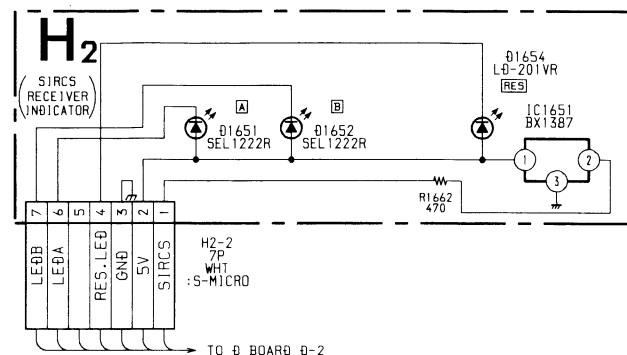 H2
(SIRCS
RECEIVER
INDICATOR)
D1654
LD-201VR
RES
A
B
IC1651
BX1387
D1651
SEL1222R
D1652
SEL1222R
1
2
3
R1662
470
7
6
5
4
3
2
1
LEDB
LEDA
RES.LED
GND
5V
SIRCS
H2-2
7P
WHT
:S-MICRO
TO D BOARD D-2